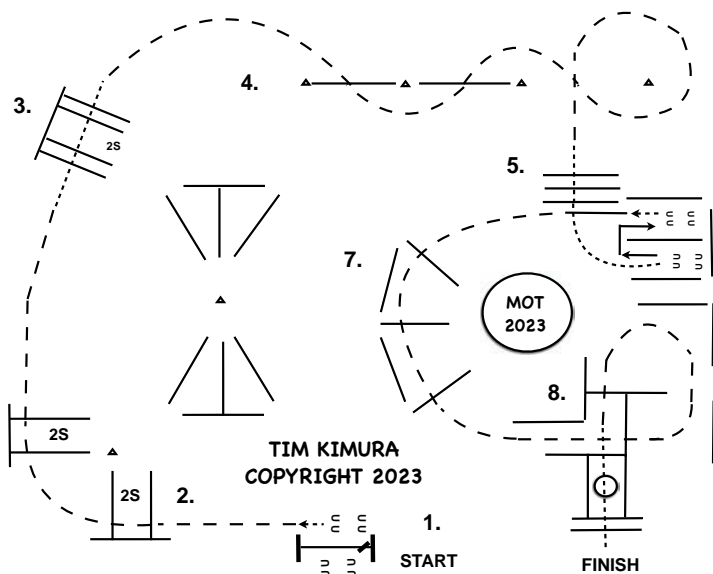 4.
3.
2S
5.
7.
MOT
2023
8.
2S
TIM KIMURA
COPYRIGHT 2023
2S
2.
1.
START
FINISH